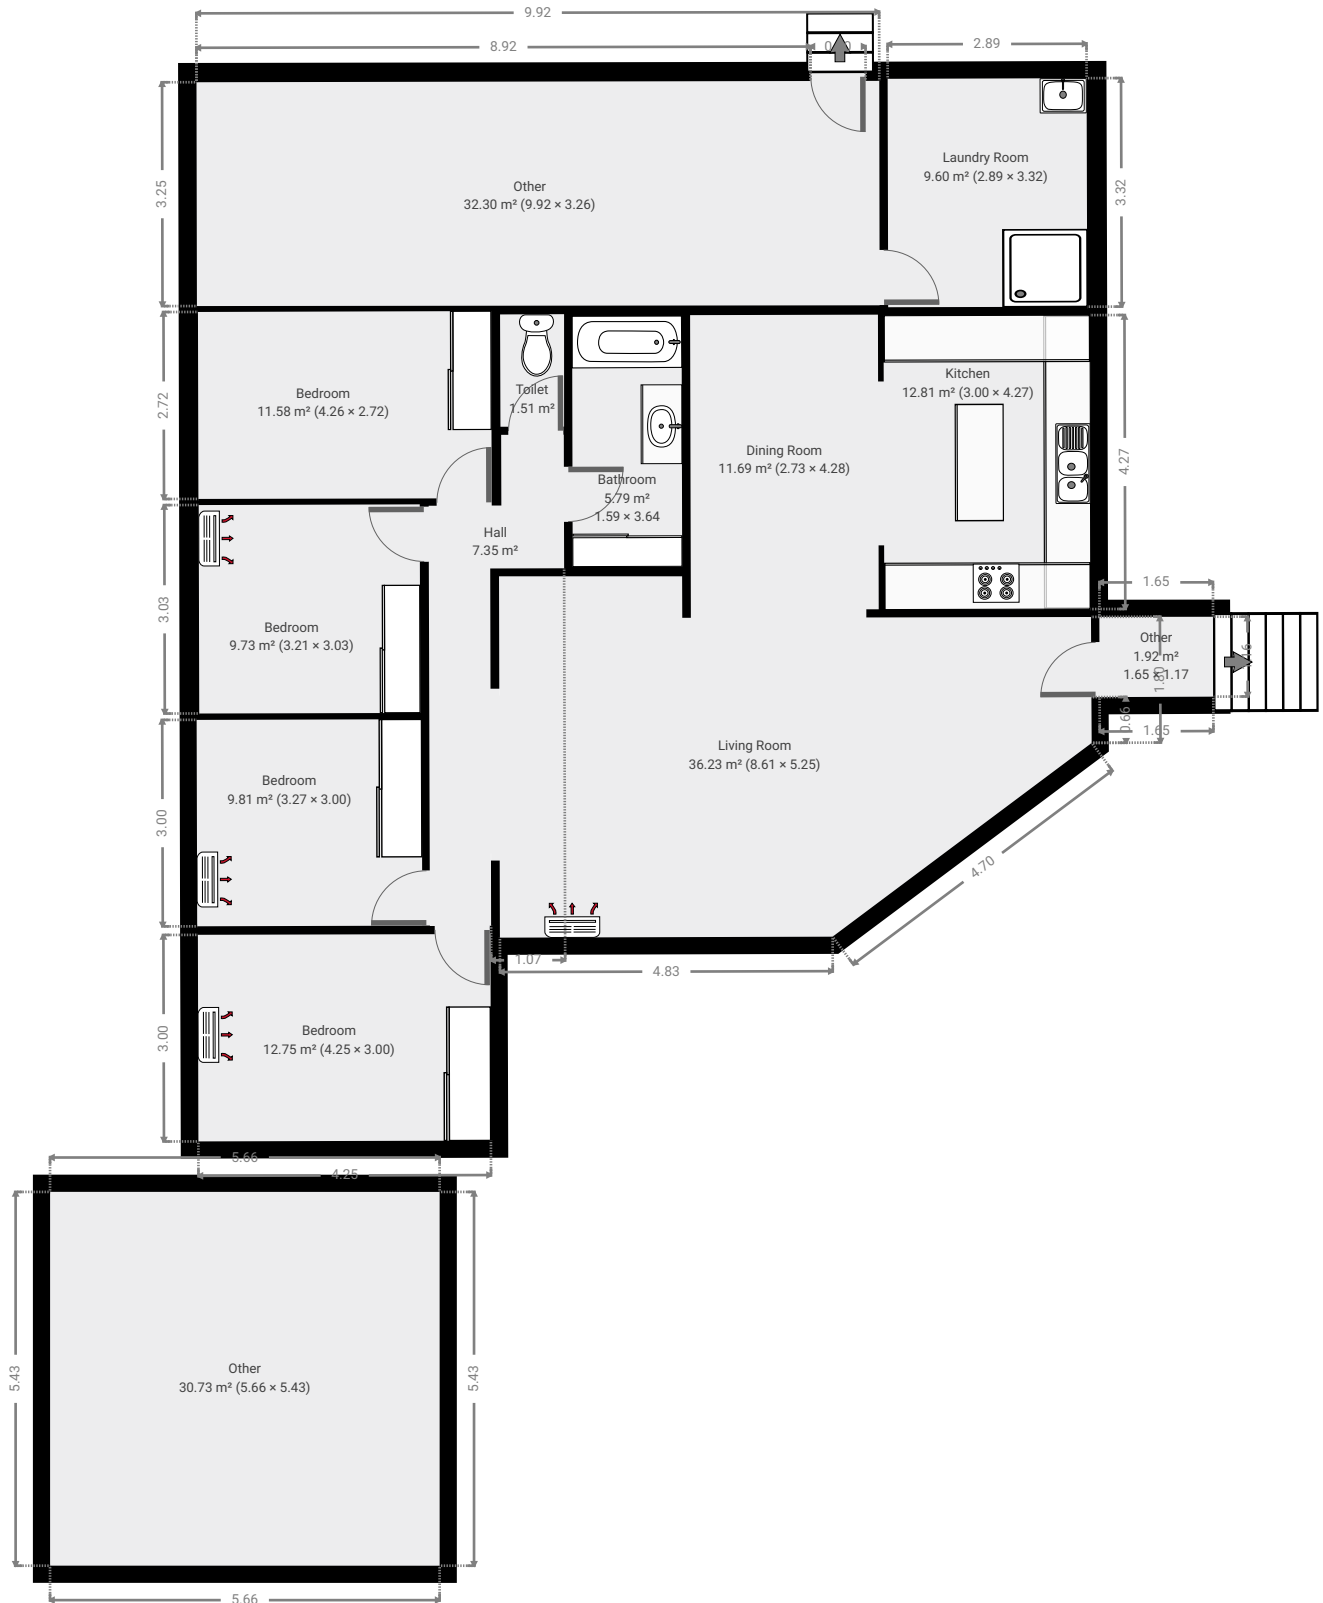 9.92
8.92
2.89
Other
32.30 m² (9.92 × 3.26)
Laundry Room
9.60 m² (2.89 × 3.32)
3.25
3.32
Bedroom
11.58 m² (4.26 × 2.72)
2.72
Toilet
1.51 m²
Bathroom
5.79 m²
1.59 × 3.64
Dining Room
11.69 m² (2.73 × 4.28)
Kitchen
12.81 m² (3.00 × 4.27)
4.27
Hall
7.35 m²
3.03
Bedroom
9.73 m² (3.21 × 3.03)
1.65
Other
1.92 m²
1.65 × 1.17
0.66
1.65
Living Room
36.23 m² (8.61 × 5.25)
Bedroom
9.81 m² (3.27 × 3.00)
3.00
4.70
1.07
4.83
3.00
Bedroom
12.75 m² (4.25 × 3.00)
5.66
4.25
5.43
5.43
Other
30.73 m² (5.66 × 5.43)
5.66